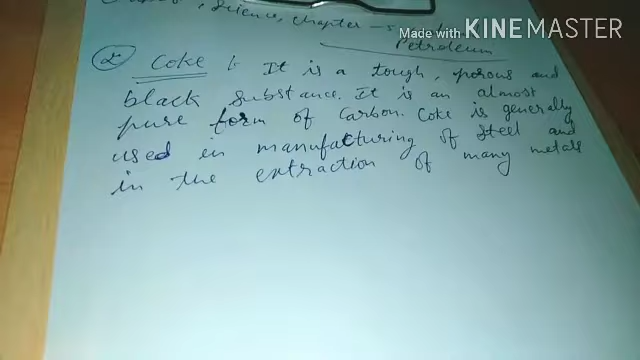 Science, Chapter - 5
Made with KINEMASTER
Petroleum
2 Coke :- It is a tough, porous and
black substance. It is an almost
pure form of Carbon. Coke is generally
used in manufacturing of steel and
in the extraction of many metals